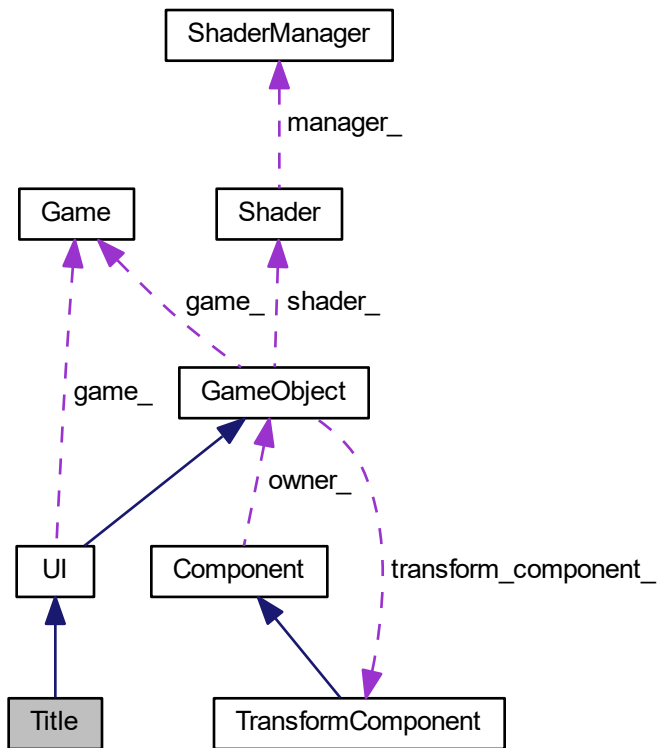 ShaderManager
manager_
Game
Shader
game_
shader_
GameObject
game_
owner_
UI
Component
transform_component_
Title
TransformComponent